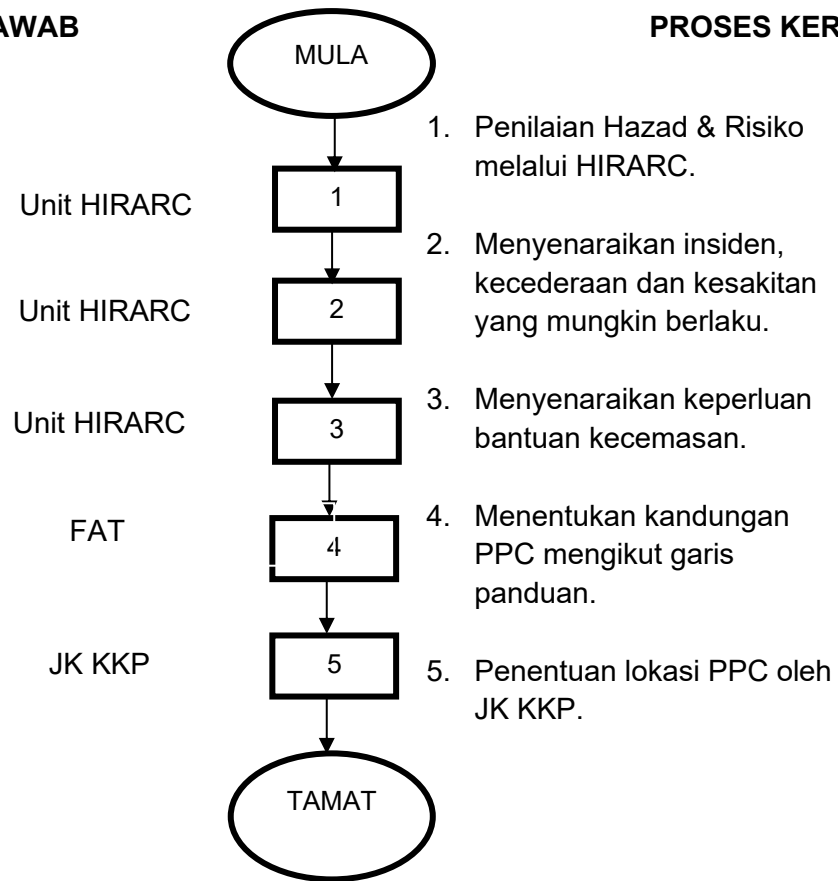 AWAB
PROSES KER
MULA
Unit HIRARC
1
1. Penilaian Hazad & Risiko
melalui HIRARC.
Unit HIRARC
2
2. Menyenaraikan insiden,
kecederaan dan kesakitan
yang mungkin berlaku.
Unit HIRARC
3
3. Menyenaraikan keperluan
bantuan kecemasan.
FAT
4
4. Menentukan kandungan
PPC mengikut garis
panduan.
JK KKP
5
5. Penentuan lokasi PPC oleh
JK KKP.
TAMAT